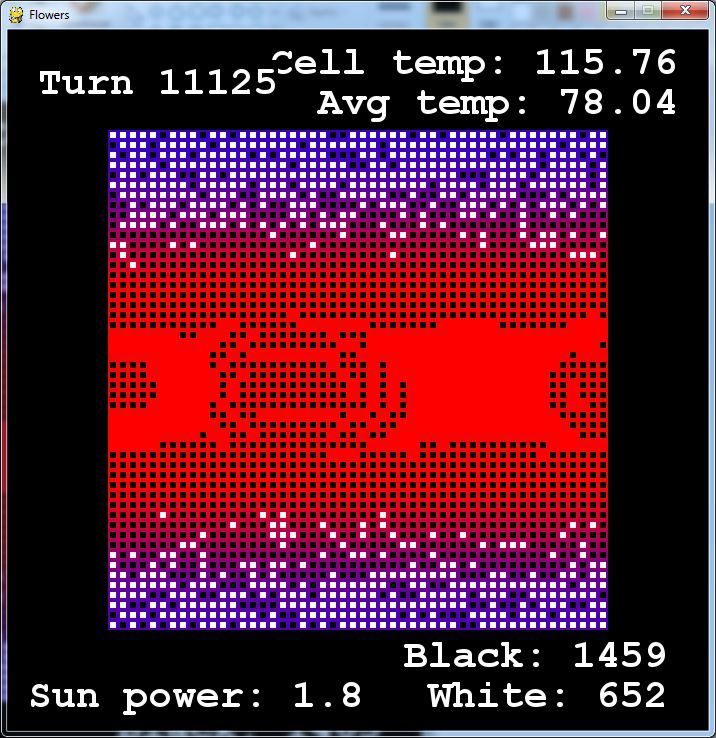 Flowers
Turn 11125
Cell temp: 115.76
Avg temp: 78.04
Black: 1459
Sun power: 1.8
White: 652